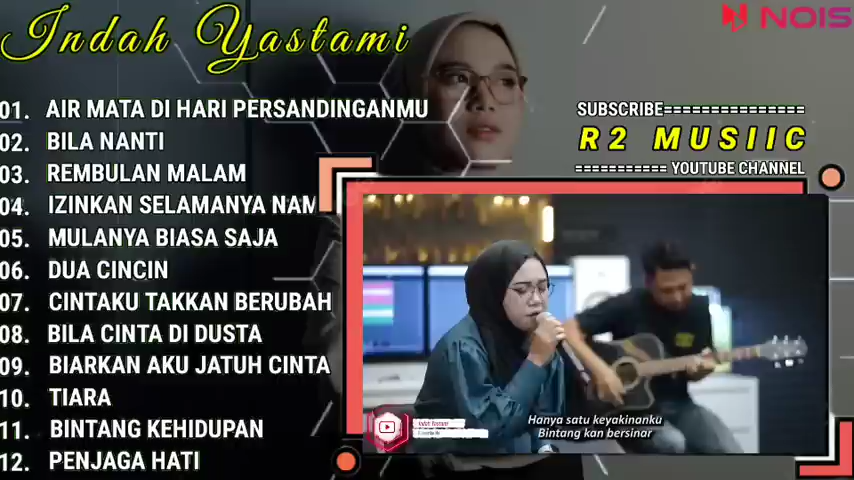 Indah Yastami
NOIS
01. AIR MATA DI HARI PERSANDINGANMU
02. BILA NANTI
03. REMBULAN MALAM
04. IZINKAN SELAMANYA NAM
05. MULANYA BIASA SAJA
06. DUA CINCIN
07. CINTAKU TAKKAN BERUBAH
08. BILA CINTA DI DUSTA
09. BIARKAN AKU JATUH CINTA
10. TIARA
11. BINTANG KEHIDUPAN
12. PENJAGA HATI
SUBSCRIBE===============
R2 MUSIIC
=========== YOUTUBE CHANNEL
Hanya satu keyakinanku
Bintang kan bersinar